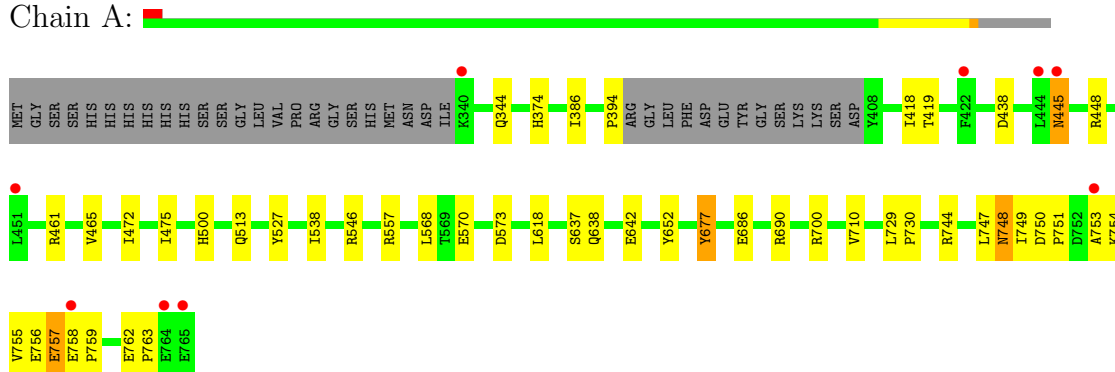 Chain A:
MET GLY SER SER HIS HIS HIS HIS HIS HIS SER SER GLY LEU VAL PRO ARG GLY SER HIS MET ASN ASP ILE K340 Q344 H374 I386 P394 ARG GLY LEU PHE ASP GLU TYR GLY SER LYS LYS SER ASP Y408 I418 T419 F422 D438 L444 N445 R448
L451 R461 V465 I472 I475 H500 Q513 Y527 I538 R546 R557 L568 T569 E570 D573 L618 S637 Q638 E642 Y652 Y677 E686 R690 R700 V710 L729 P730 R744 L747 N748 I749 D750 P751 D752 A753 K754
V755 E756 E757 E758 P759 E762 P763 E764 E765